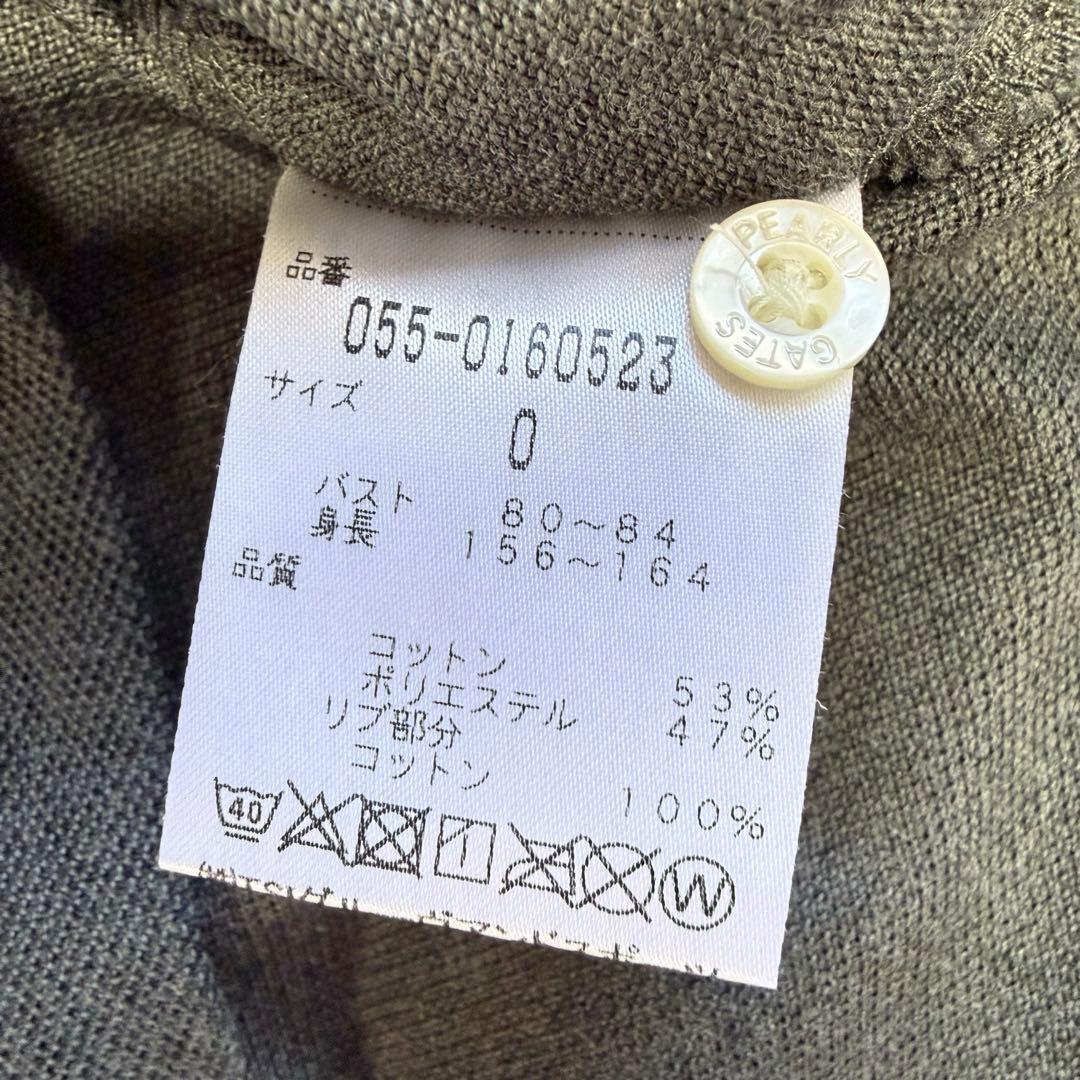 PEARLY
GATES
品番
055-0160523
サイズ
0
バスト 80~84
身長 156~164
品質
コットン 53%
ポリエステル 47%
リブ部分
コットン 100%
40
W